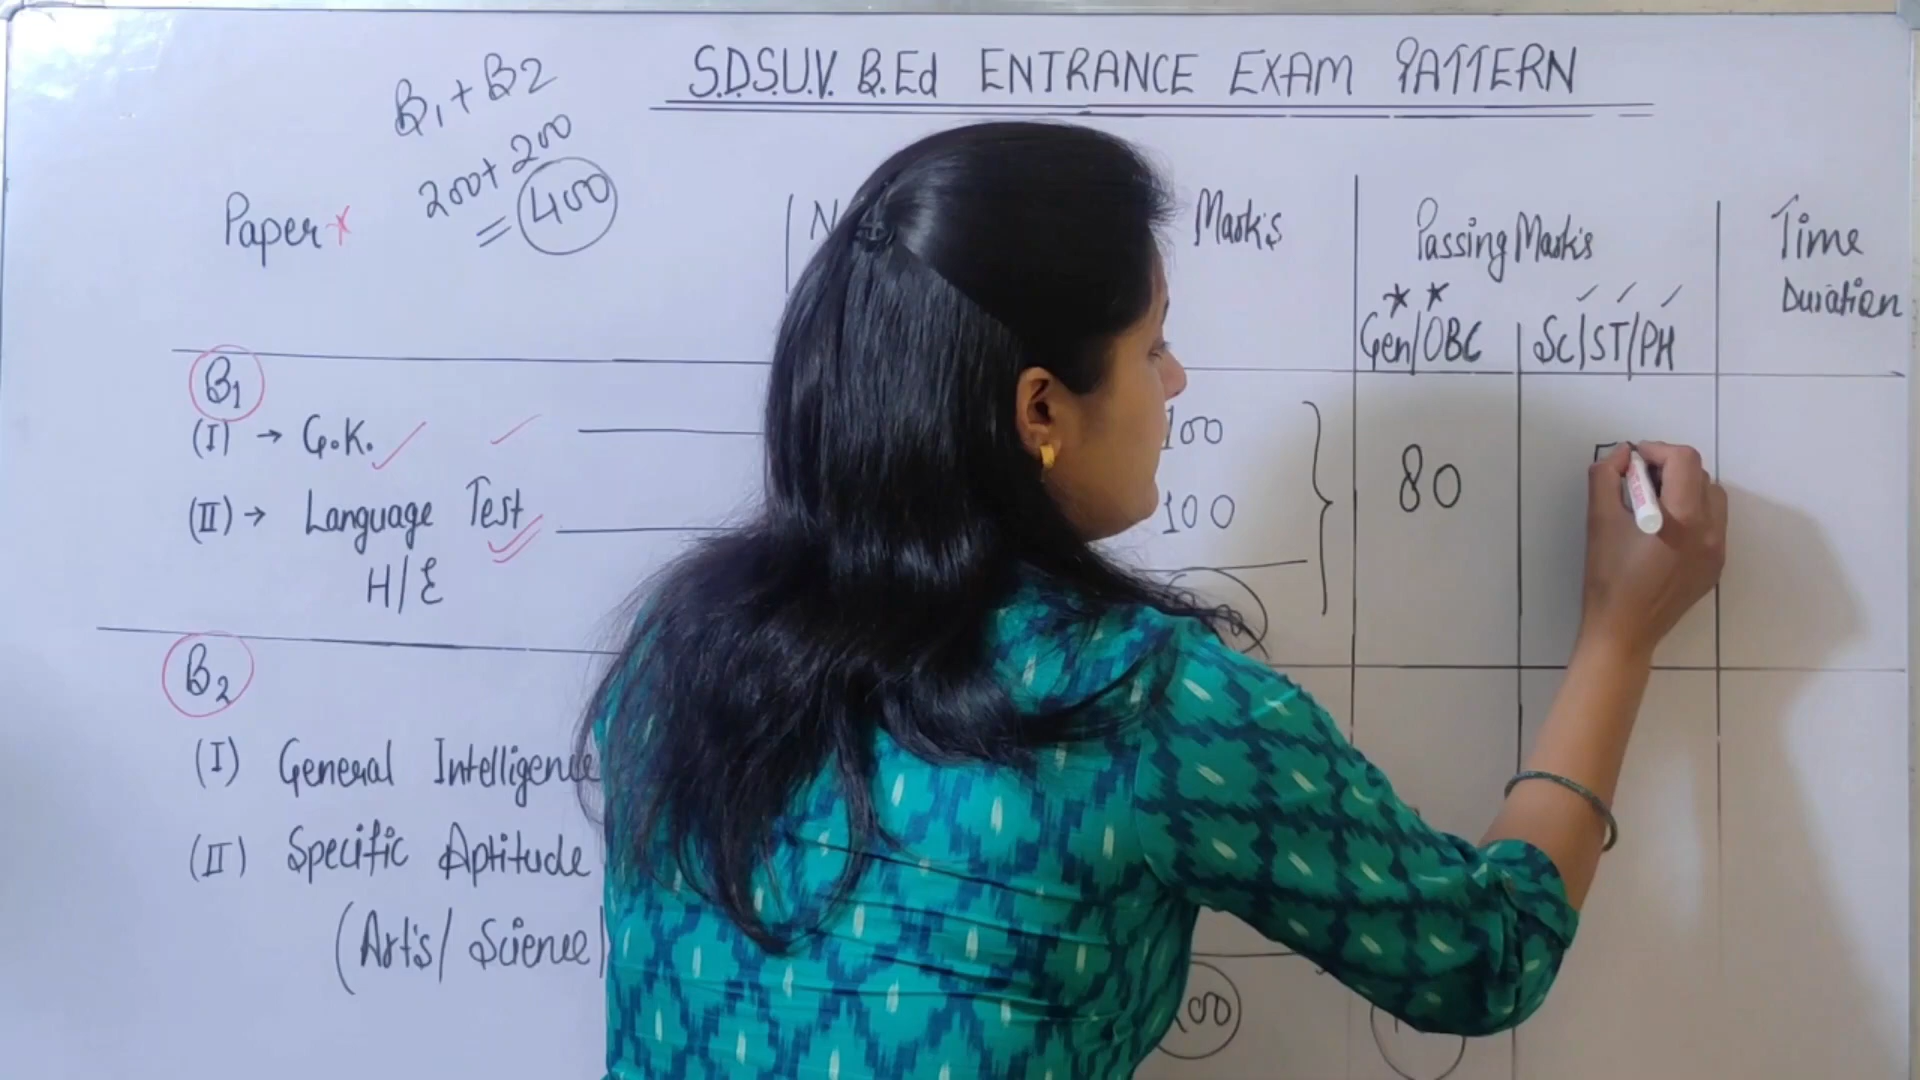 S.D.S.U.V. B.Ed ENTRANCE EXAM PATTERN
B1 + B2
200 + 200
= 400
Paper *
Marks
Passing Marks
Time
Duration
Gen/OBC
SC/ST/PH
B1
(I) → G.K.
100
80
(II) → Language Test
100
H/E
B2
(I) General Intelligence
(II) Specific Aptitude
(Arts/ Science)